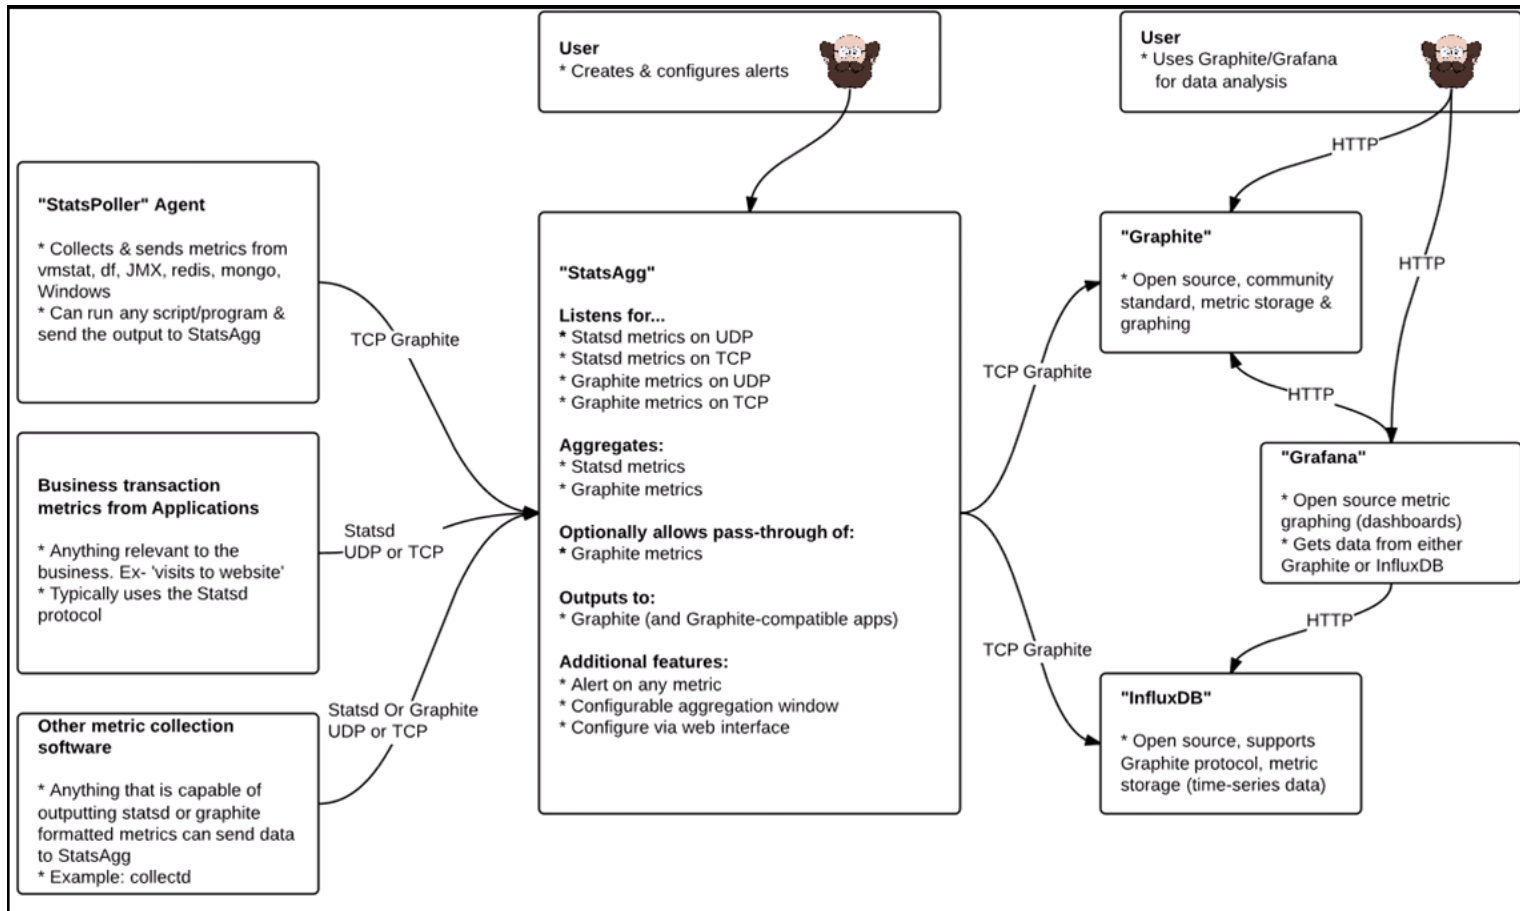 User
* Creates & configures alerts
User
* Uses Graphite/Grafana
for data analysis
HTTP
"StatsPoller" Agent
* Collects & sends metrics from
vmstat, df, JMX, redis, mongo,
Windows
* Can run any script/program &
send the output to StatsAgg
TCP Graphite
Business transaction
metrics from Applications
* Anything relevant to the
business. Ex- 'visits to website'
* Typically uses the Statsd
protocol
Statsd
UDP or TCP
Other metric collection
software
* Anything that is capable of
outputting statsd or graphite
formatted metrics can send data
to StatsAgg
* Example: collectd
Statsd Or Graphite
UDP or TCP
"StatsAgg"
Listens for...
* Statsd metrics on UDP
* Statsd metrics on TCP
* Graphite metrics on UDP
* Graphite metrics on TCP
Aggregates:
* Statsd metrics
* Graphite metrics
Optionally allows pass-through of:
* Graphite metrics
Outputs to:
* Graphite (and Graphite-compatible apps)
Additional features:
* Alert on any metric
* Configurable aggregation window
* Configure via web interface
TCP Graphite
TCP Graphite
"Graphite"
* Open source, community
standard, metric storage &
graphing
HTTP
HTTP
"Grafana"
* Open source metric
graphing (dashboards)
* Gets data from either
Graphite or InfluxDB
HTTP
"InfluxDB"
* Open source, supports
Graphite protocol, metric
storage (time-series data)